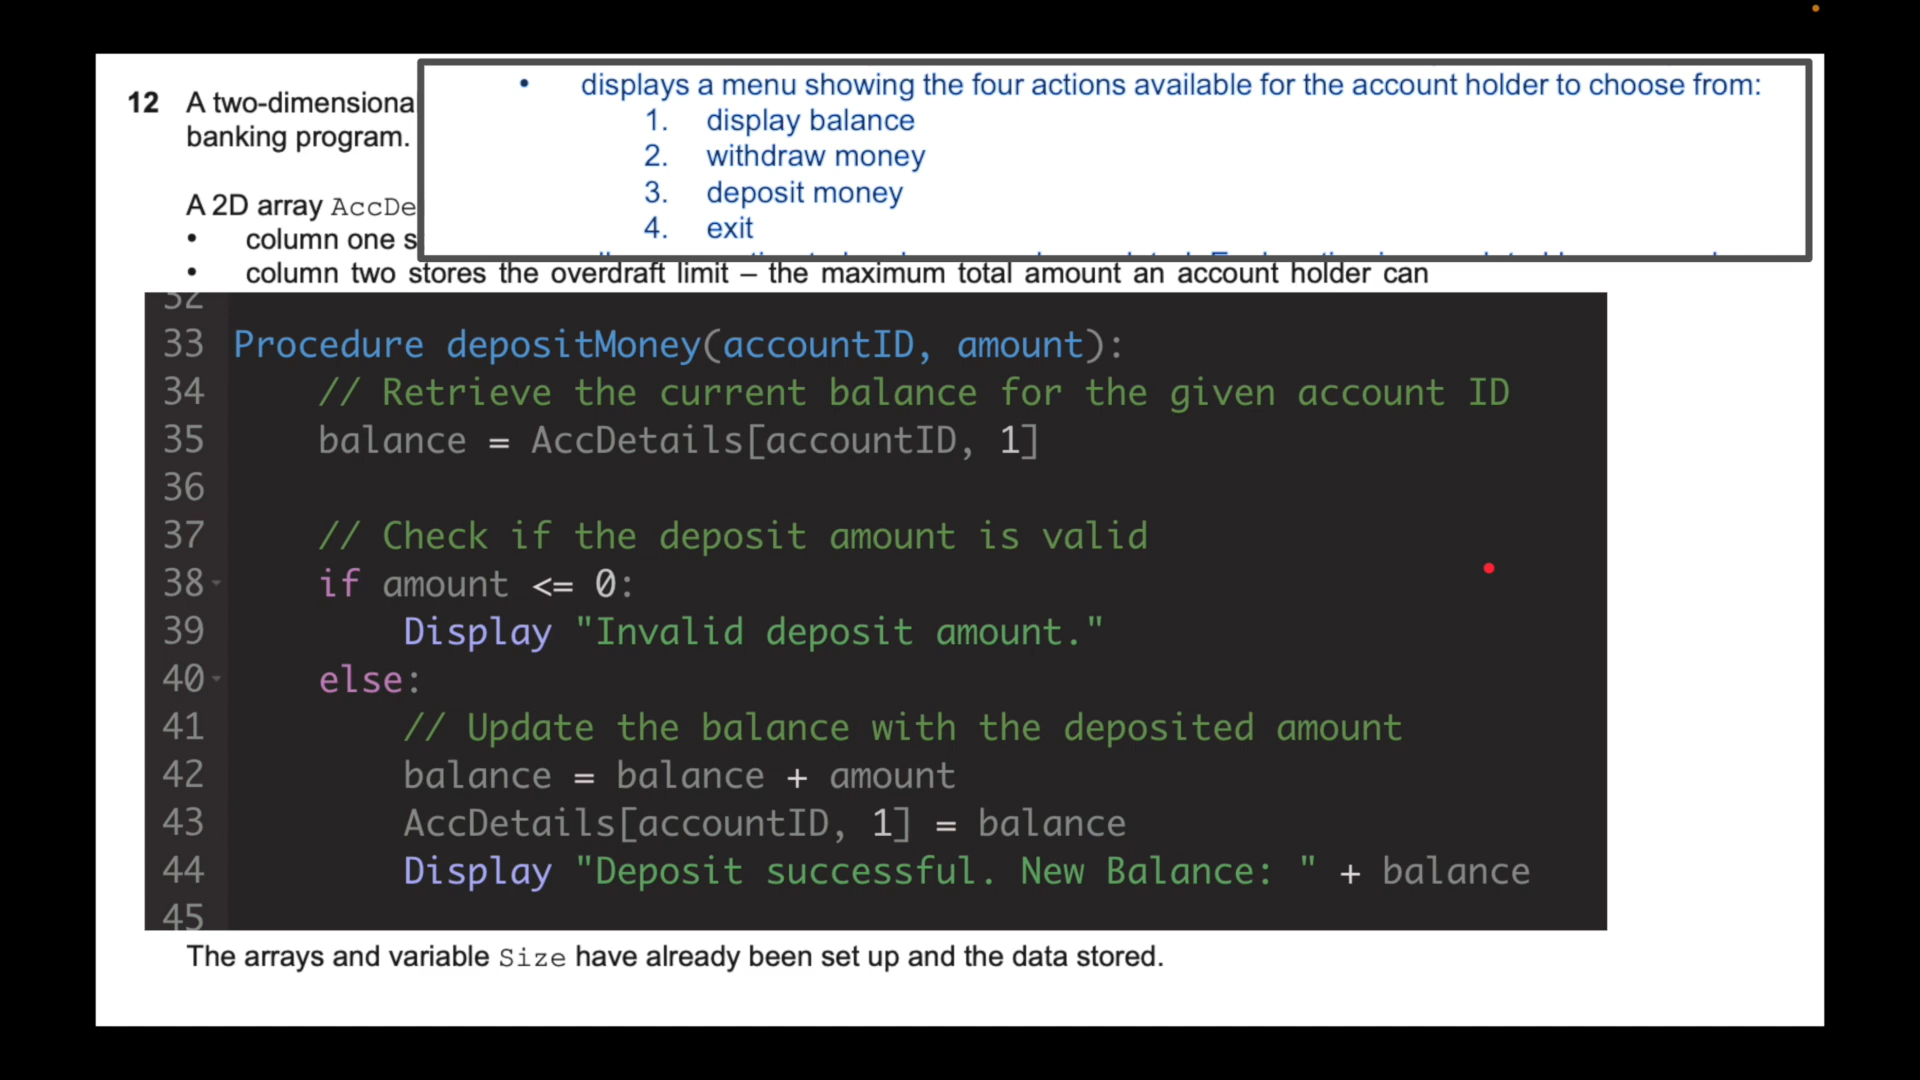 12 A two-dimensiona
banking program.
• displays a menu showing the four actions available for the account holder to choose from:
1. display balance
2. withdraw money
3. deposit money
4. exit
A 2D array AccDe
• column one s
• column two stores the overdraft limit – the maximum total amount an account holder can
32
33 Procedure depositMoney(accountID, amount):
34 // Retrieve the current balance for the given account ID
35 balance = AccDetails[accountID, 1]
36
37 // Check if the deposit amount is valid
38 if amount <= 0:
39 Display "Invalid deposit amount."
40 else:
41 // Update the balance with the deposited amount
42 balance = balance + amount
43 AccDetails[accountID, 1] = balance
44 Display "Deposit successful. New Balance: " + balance
45
The arrays and variable Size have already been set up and the data stored.